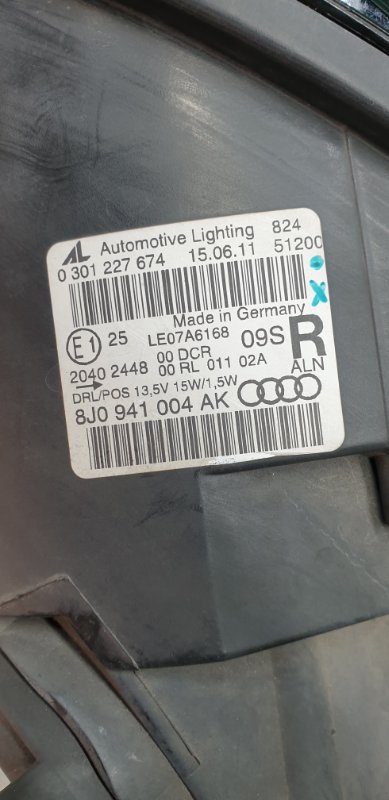 AL Automotive Lighting 824
0 301 227 674 15.06.11 51200
Made in Germany
E1 25 LE07A6168 09S R
2040 2448 00 DCR
00 RL 011 02A ALN
DRL/POS 13,5V 15W/1,5W
8J0 941 004 AK
X